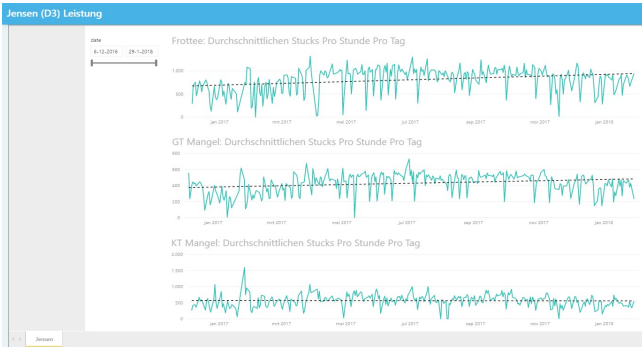 Jensen (D3) Leistung
date
6-12-2016 29-1-2018
Frottee: Durchschnittlichen Stucks Pro Stunde Pro Tag
1.000
500
0
jan 2017 mrt 2017 mei 2017 jul 2017 sep 2017 nov 2017 jan 2018
GT Mangel: Durchschnittlichen Stucks Pro Stunde Pro Tag
800
600
400
200
0
jan 2017 mrt 2017 mei 2017 jul 2017 sep 2017 nov 2017 jan 2018
KT Mangel: Durchschnittlichen Stucks Pro Stunde Pro Tag
2.000
1.500
1.000
500
0
jan 2017 mrt 2017 mei 2017 jul 2017 sep 2017 nov 2017 jan 2018
Jensen